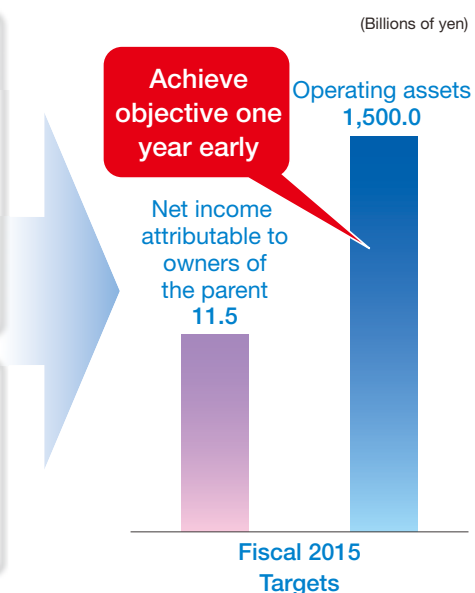 (Billions of yen)
Achieve
objective one
year early
Operating assets
1,500.0
Net income
attributable to
owners of
the parent
11.5
Fiscal 2015
Targets